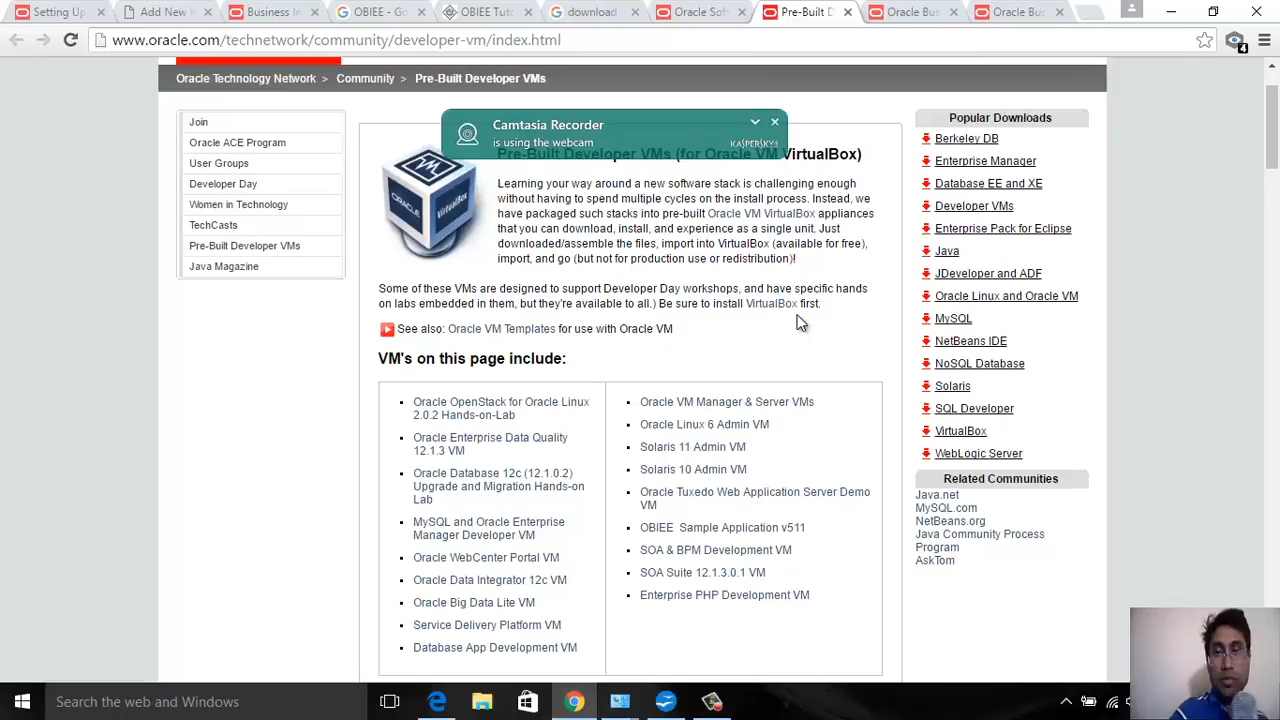 Setting Up
Add New
Business In
OBIEE - Go
OBIEE Tuto
download
Oracle Soft
Pre-Built D
Oracle Bus
Oracle Bus
www.oracle.com/technetwork/community/developer-vm/index.html
4
Oracle Technology Network > Community > Pre-Built Developer VMs
Join
Oracle ACE Program
User Groups
Developer Day
Women in Technology
TechCasts
Pre-Built Developer VMs
Java Magazine
Camtasia Recorder
is using the webcam
KASPERSKY
ORACLE
VirtualBox
Pre-Built Developer VMs (for Oracle VM VirtualBox)
Learning your way around a new software stack is challenging enough
without having to spend multiple cycles on the install process. Instead, we
have packaged such stacks into pre-built Oracle VM VirtualBox appliances
that you can download, install, and experience as a single unit. Just
downloaded/assemble the files, import into VirtualBox (available for free),
import, and go (but not for production use or redistribution)!
Some of these VMs are designed to support Developer Day workshops, and have specific hands
on labs embedded in them, but they're available to all.) Be sure to install VirtualBox first.
See also: Oracle VM Templates for use with Oracle VM
VM's on this page include:
Oracle OpenStack for Oracle Linux
2.0.2 Hands-on-Lab
Oracle Enterprise Data Quality
12.1.3 VM
Oracle Database 12c (12.1.0.2)
Upgrade and Migration Hands-on
Lab
MySQL and Oracle Enterprise
Manager Developer VM
Oracle WebCenter Portal VM
Oracle Data Integrator 12c VM
Oracle Big Data Lite VM
Service Delivery Platform VM
Database App Development VM
Oracle VM Manager & Server VMs
Oracle Linux 6 Admin VM
Solaris 11 Admin VM
Solaris 10 Admin VM
Oracle Tuxedo Web Application Server Demo
VM
OBIEE Sample Application v511
SOA & BPM Development VM
SOA Suite 12.1.3.0.1 VM
Enterprise PHP Development VM
Popular Downloads
Berkeley DB
Enterprise Manager
Database EE and XE
Developer VMs
Enterprise Pack for Eclipse
Java
JDeveloper and ADF
Oracle Linux and Oracle VM
MySQL
NetBeans IDE
NoSQL Database
Solaris
SQL Developer
VirtualBox
WebLogic Server
Related Communities
Java.net
MySQL.com
NetBeans.org
Java Community Process
Program
AskTom
Search the web and Windows